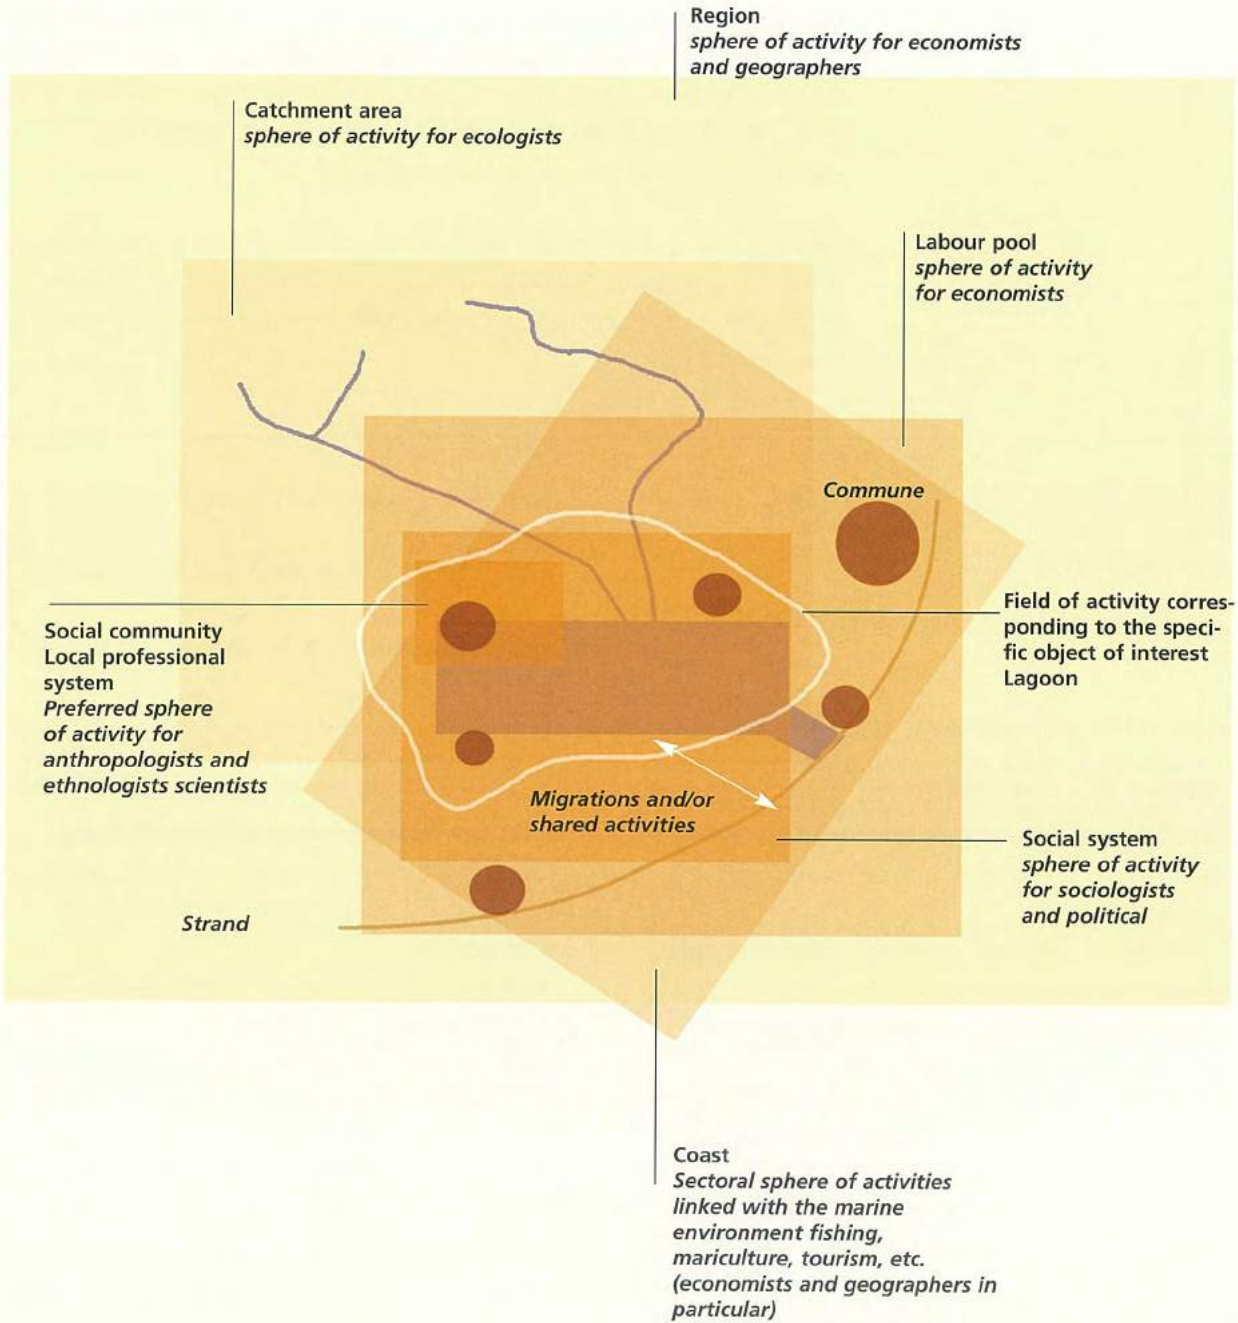 Region
sphere of activity for economists
and geographers
Catchment area
sphere of activity for ecologists
Labour pool
sphere of activity
for economists
Commune
Field of activity corres-
ponding to the speci-
fic object of interest
Lagoon
Social community
Local professional
system
Preferred sphere
of activity for
anthropologists and
ethnologists scientists
Migrations and/or
shared activities
Social system
sphere of activity
for sociologists
and political
Strand
Coast
Sectoral sphere of activities
linked with the marine
environment fishing,
mariculture, tourism, etc.
(economists and geographers in
particular)